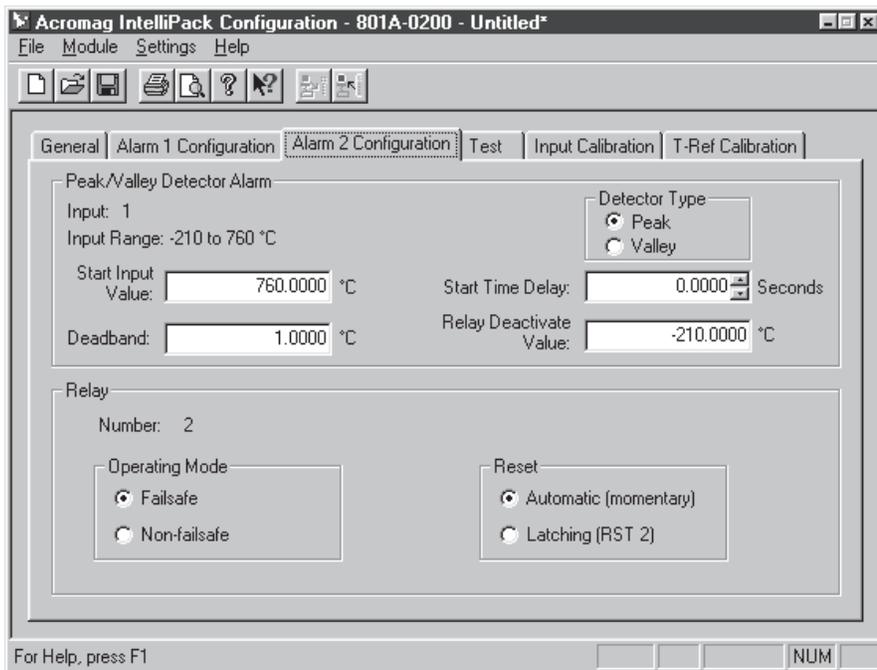 Acromag IntelliPack Configuration - 801A-0200 - Untitled*
File Module Settings Help
General Alarm 1 Configuration Alarm 2 Configuration Test Input Calibration T-Ref Calibration
Peak/Valley Detector Alarm
Input: 1
Input Range: -210 to 760 °C
Detector Type
Peak
Valley
Start Input Value: 760.0000 °C
Start Time Delay: 0.0000 Seconds
Deadband: 1.0000 °C
Relay Deactivate Value: -210.0000 °C
Relay
Number: 2
Operating Mode
Failsafe
Non-failsafe
Reset
Automatic (momentary)
Latching (RST 2)
For Help, press F1
NUM